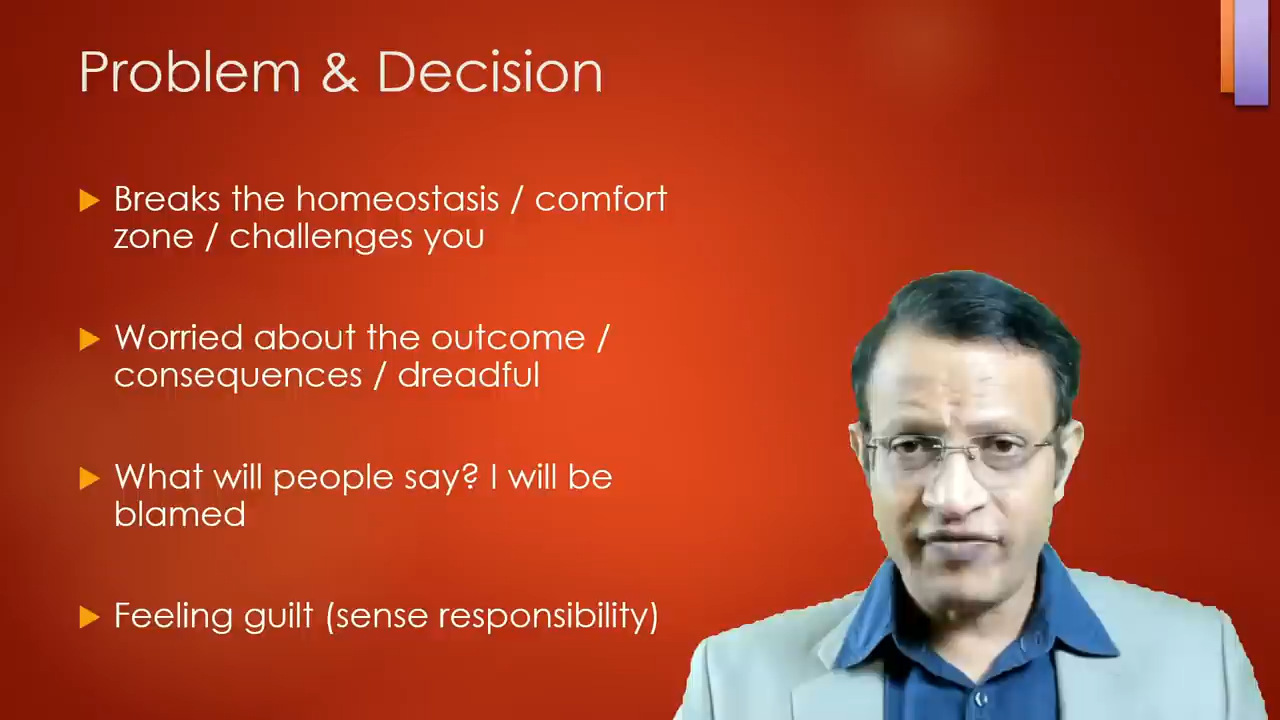 Problem & Decision
Breaks the homeostasis / comfort
zone / challenges you
Worried about the outcome /
consequences / dreadful
What will people say? I will be
blamed
Feeling guilt (sense responsibility)